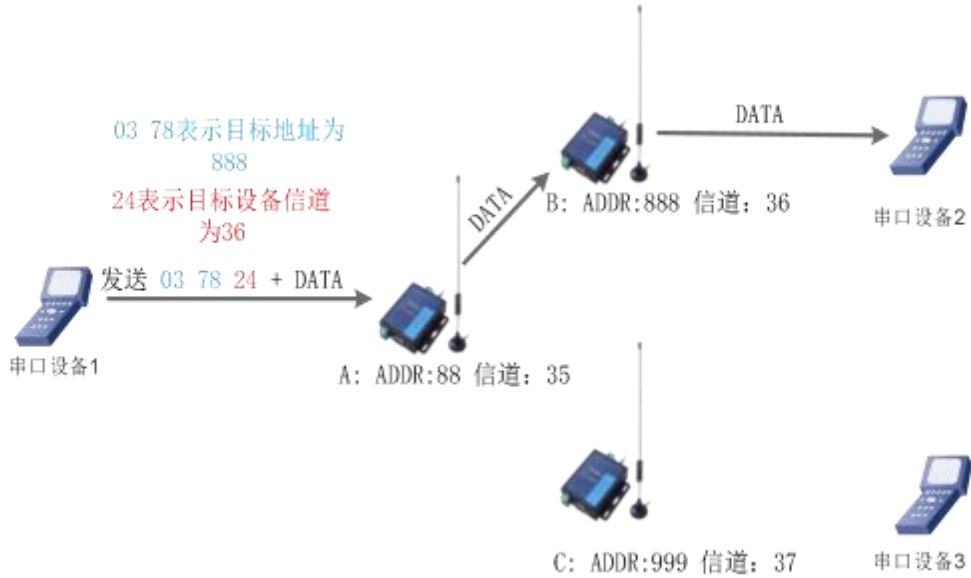 03 78表示目标地址为
888
24表示目标设备信道
为36
发送 03 78 24 + DATA
串口设备1
A: ADDR:88 信道: 35
DATA
B: ADDR:888 信道: 36
DATA
串口设备2
C: ADDR:999 信道: 37
串口设备3